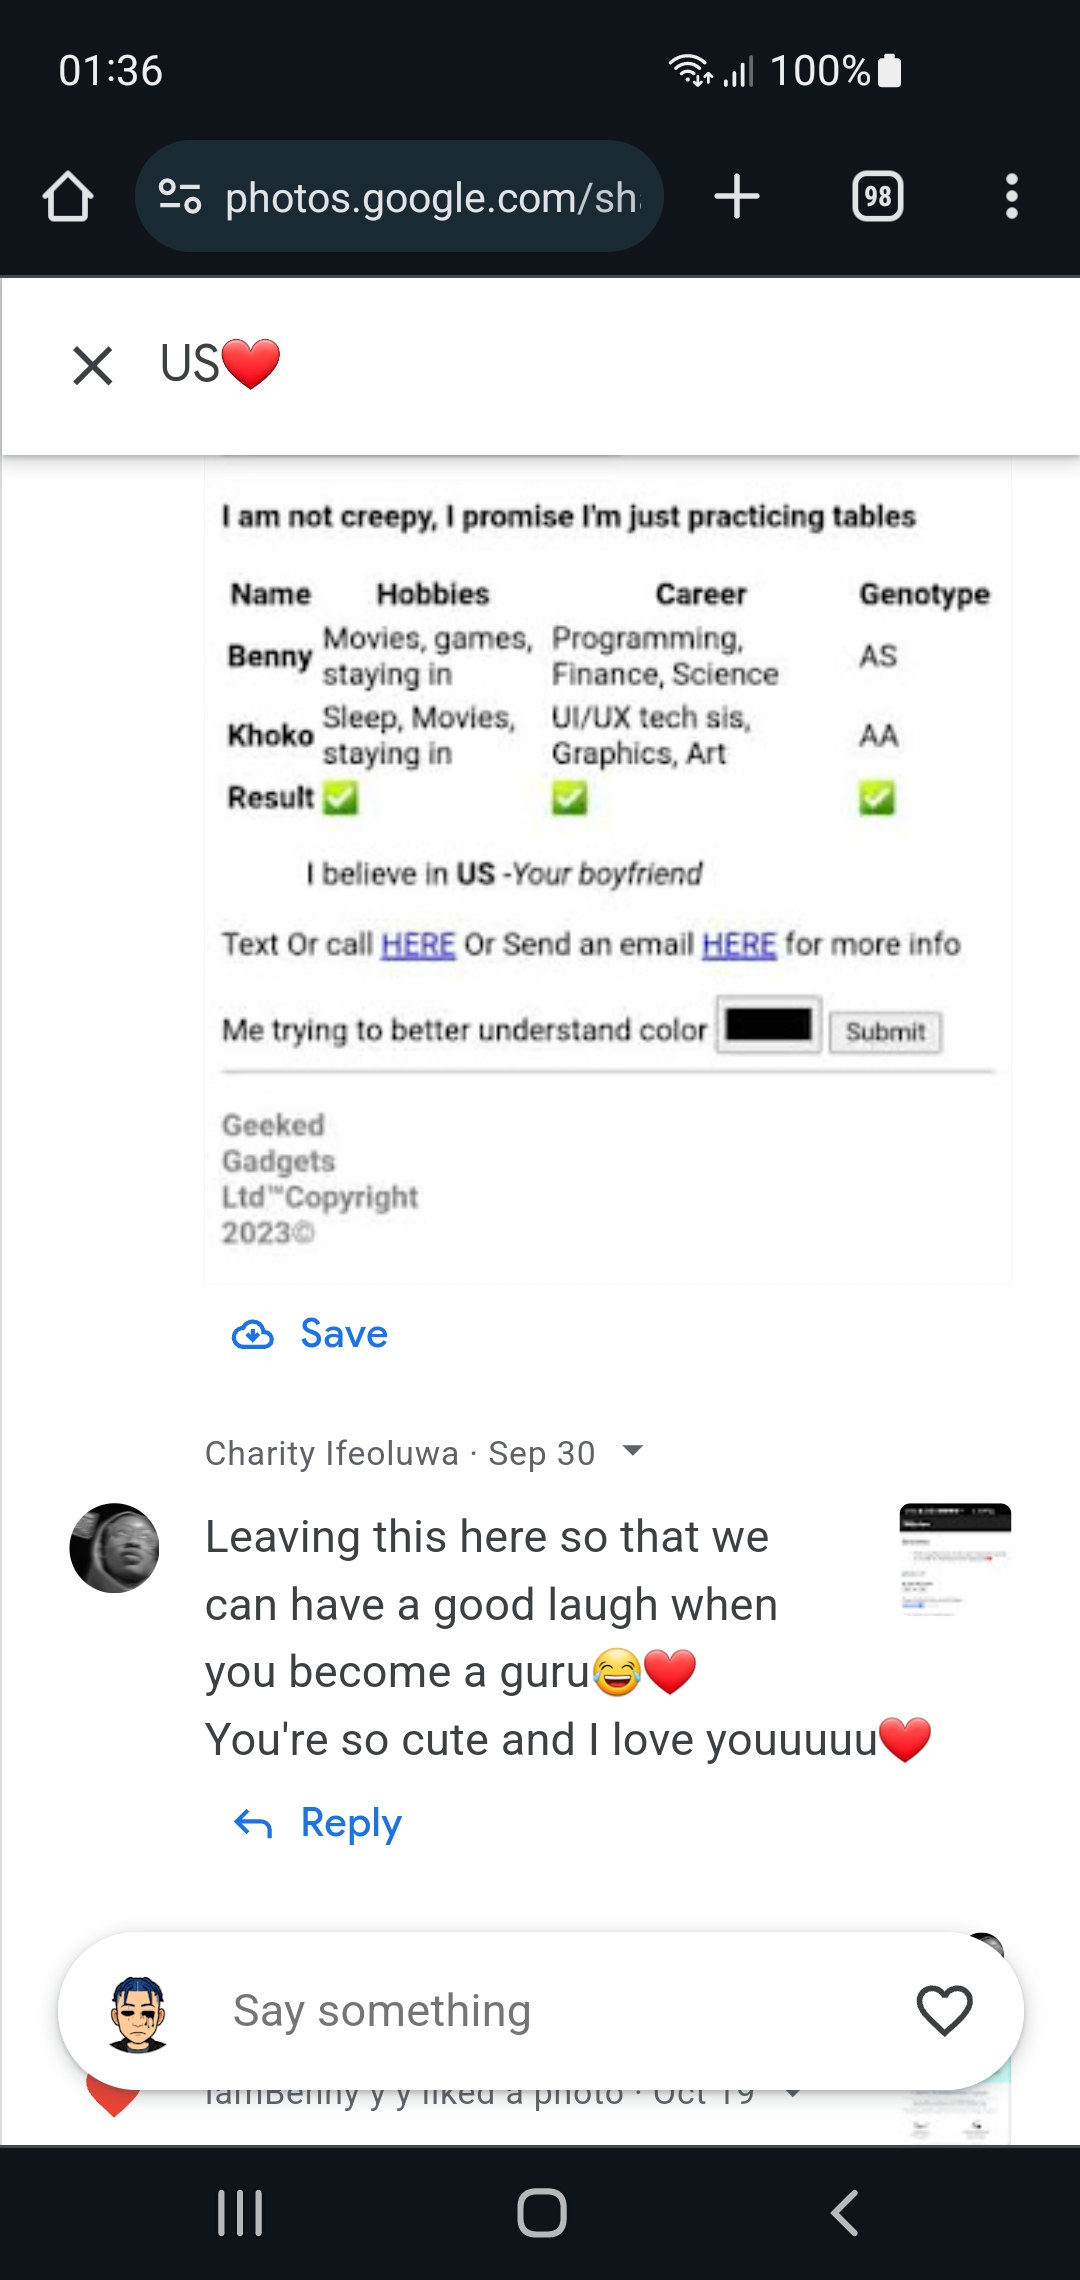 01:36
100%
photos.google.com/sh
98
US❤️
I am not creepy, I promise I'm just practicing tables
Name Hobbies Career Genotype
Benny Movies, games, staying in Programming, Finance, Science AS
Khoko Sleep, Movies, staying in UI/UX tech sis, Graphics, Art AA
Result ✅ ✅ ✅
I believe in US -Your boyfriend
Text Or call HERE Or Send an email HERE for more info
Me trying to better understand color Submit
Geeked
Gadgets
Ltd™Copyright
2023©
Save
Charity Ifeoluwa · Sep 30
Leaving this here so that we
can have a good laugh when
you become a guru😂❤️
You're so cute and I love youuuuu❤️
Reply
Say something
IamBenny y y liked a photo · Oct 19